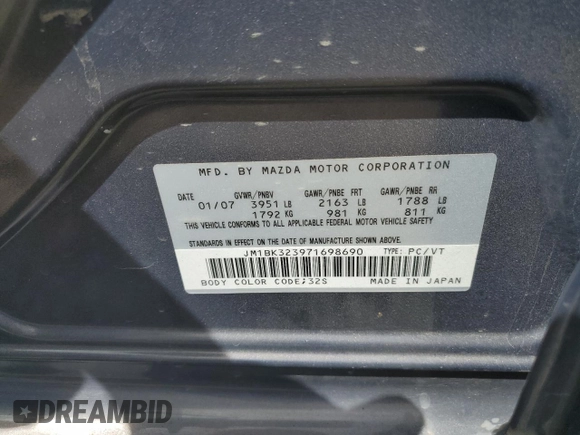 MFD. BY MAZDA MOTOR CORPORATION
DATE GVWR/PNBV GAWR/PNBE FRT GAWR/PNBE RR
01/07 3951 LB 2163 LB 1788 LB
1792 KG 981 KG 811 KG
THIS VEHICLE CONFORMS TO ALL APPLICABLE FEDERAL MOTOR VEHICLE SAFETY
STANDARDS IN EFFECT ON THE DATE OF MANUFACTURE SHOWN ABOVE.
JM1BK323971698690 TYPE: PC/VT
BODY COLOR CODE;32S MADE IN JAPAN
DREAMBID